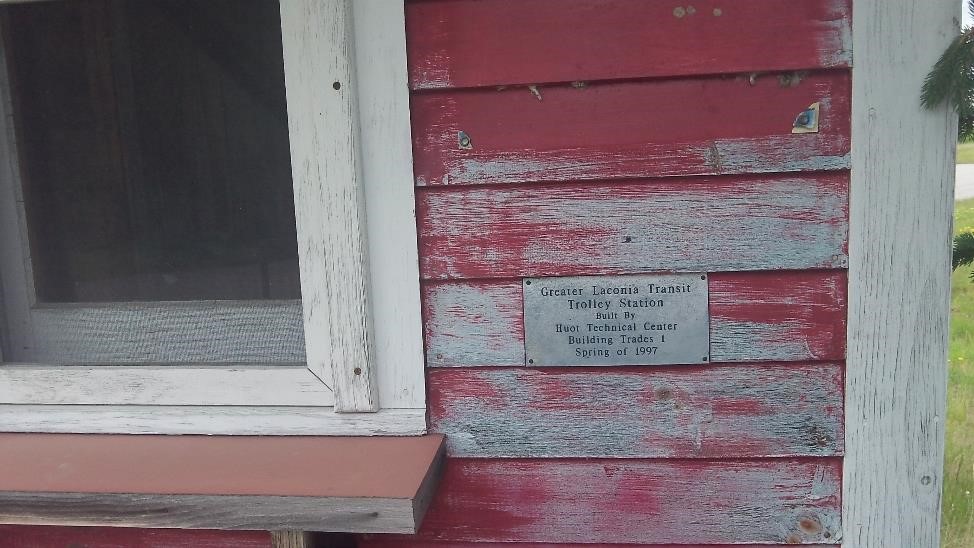 Greater Laconia Transit
Trolley Station
Built By
Huot Technical Center
Building Trades 1
Spring of 1997